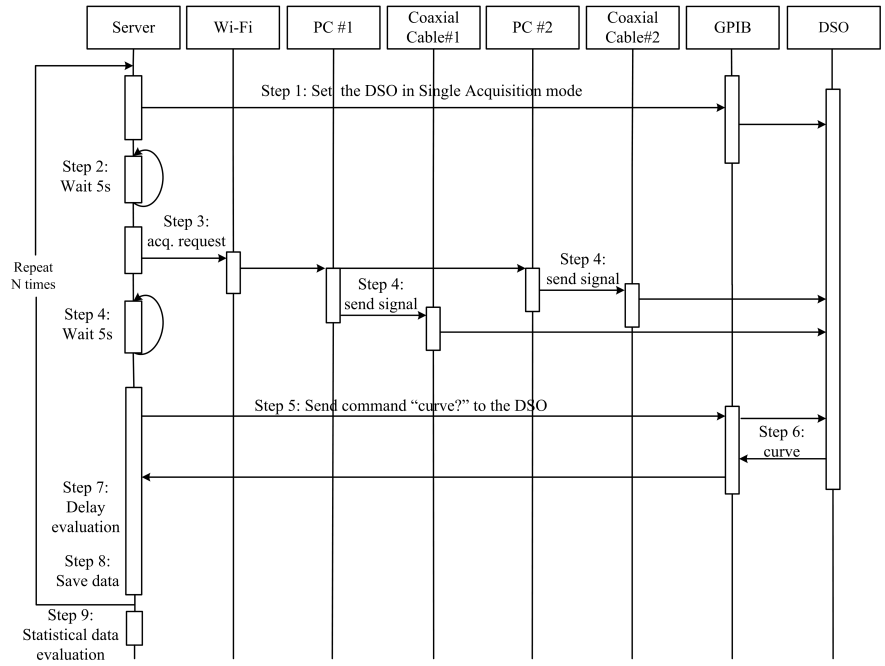 Server
Wi-Fi
PC #1
Coaxial
Cable#1
PC #2
Coaxial
Cable#2
GPIB
DSO
Step 1: Set the DSO in Single Acquisition mode
Step 2:
Wait 5s
Step 3:
acq. request
Repeat
N times
Step 4:
send signal
Step 4:
send signal
Step 4:
Wait 5s
Step 5: Send command “curve?” to the DSO
Step 6:
curve
Step 7:
Delay
evaluation
Step 8:
Save data
Step 9:
Statistical data
evaluation